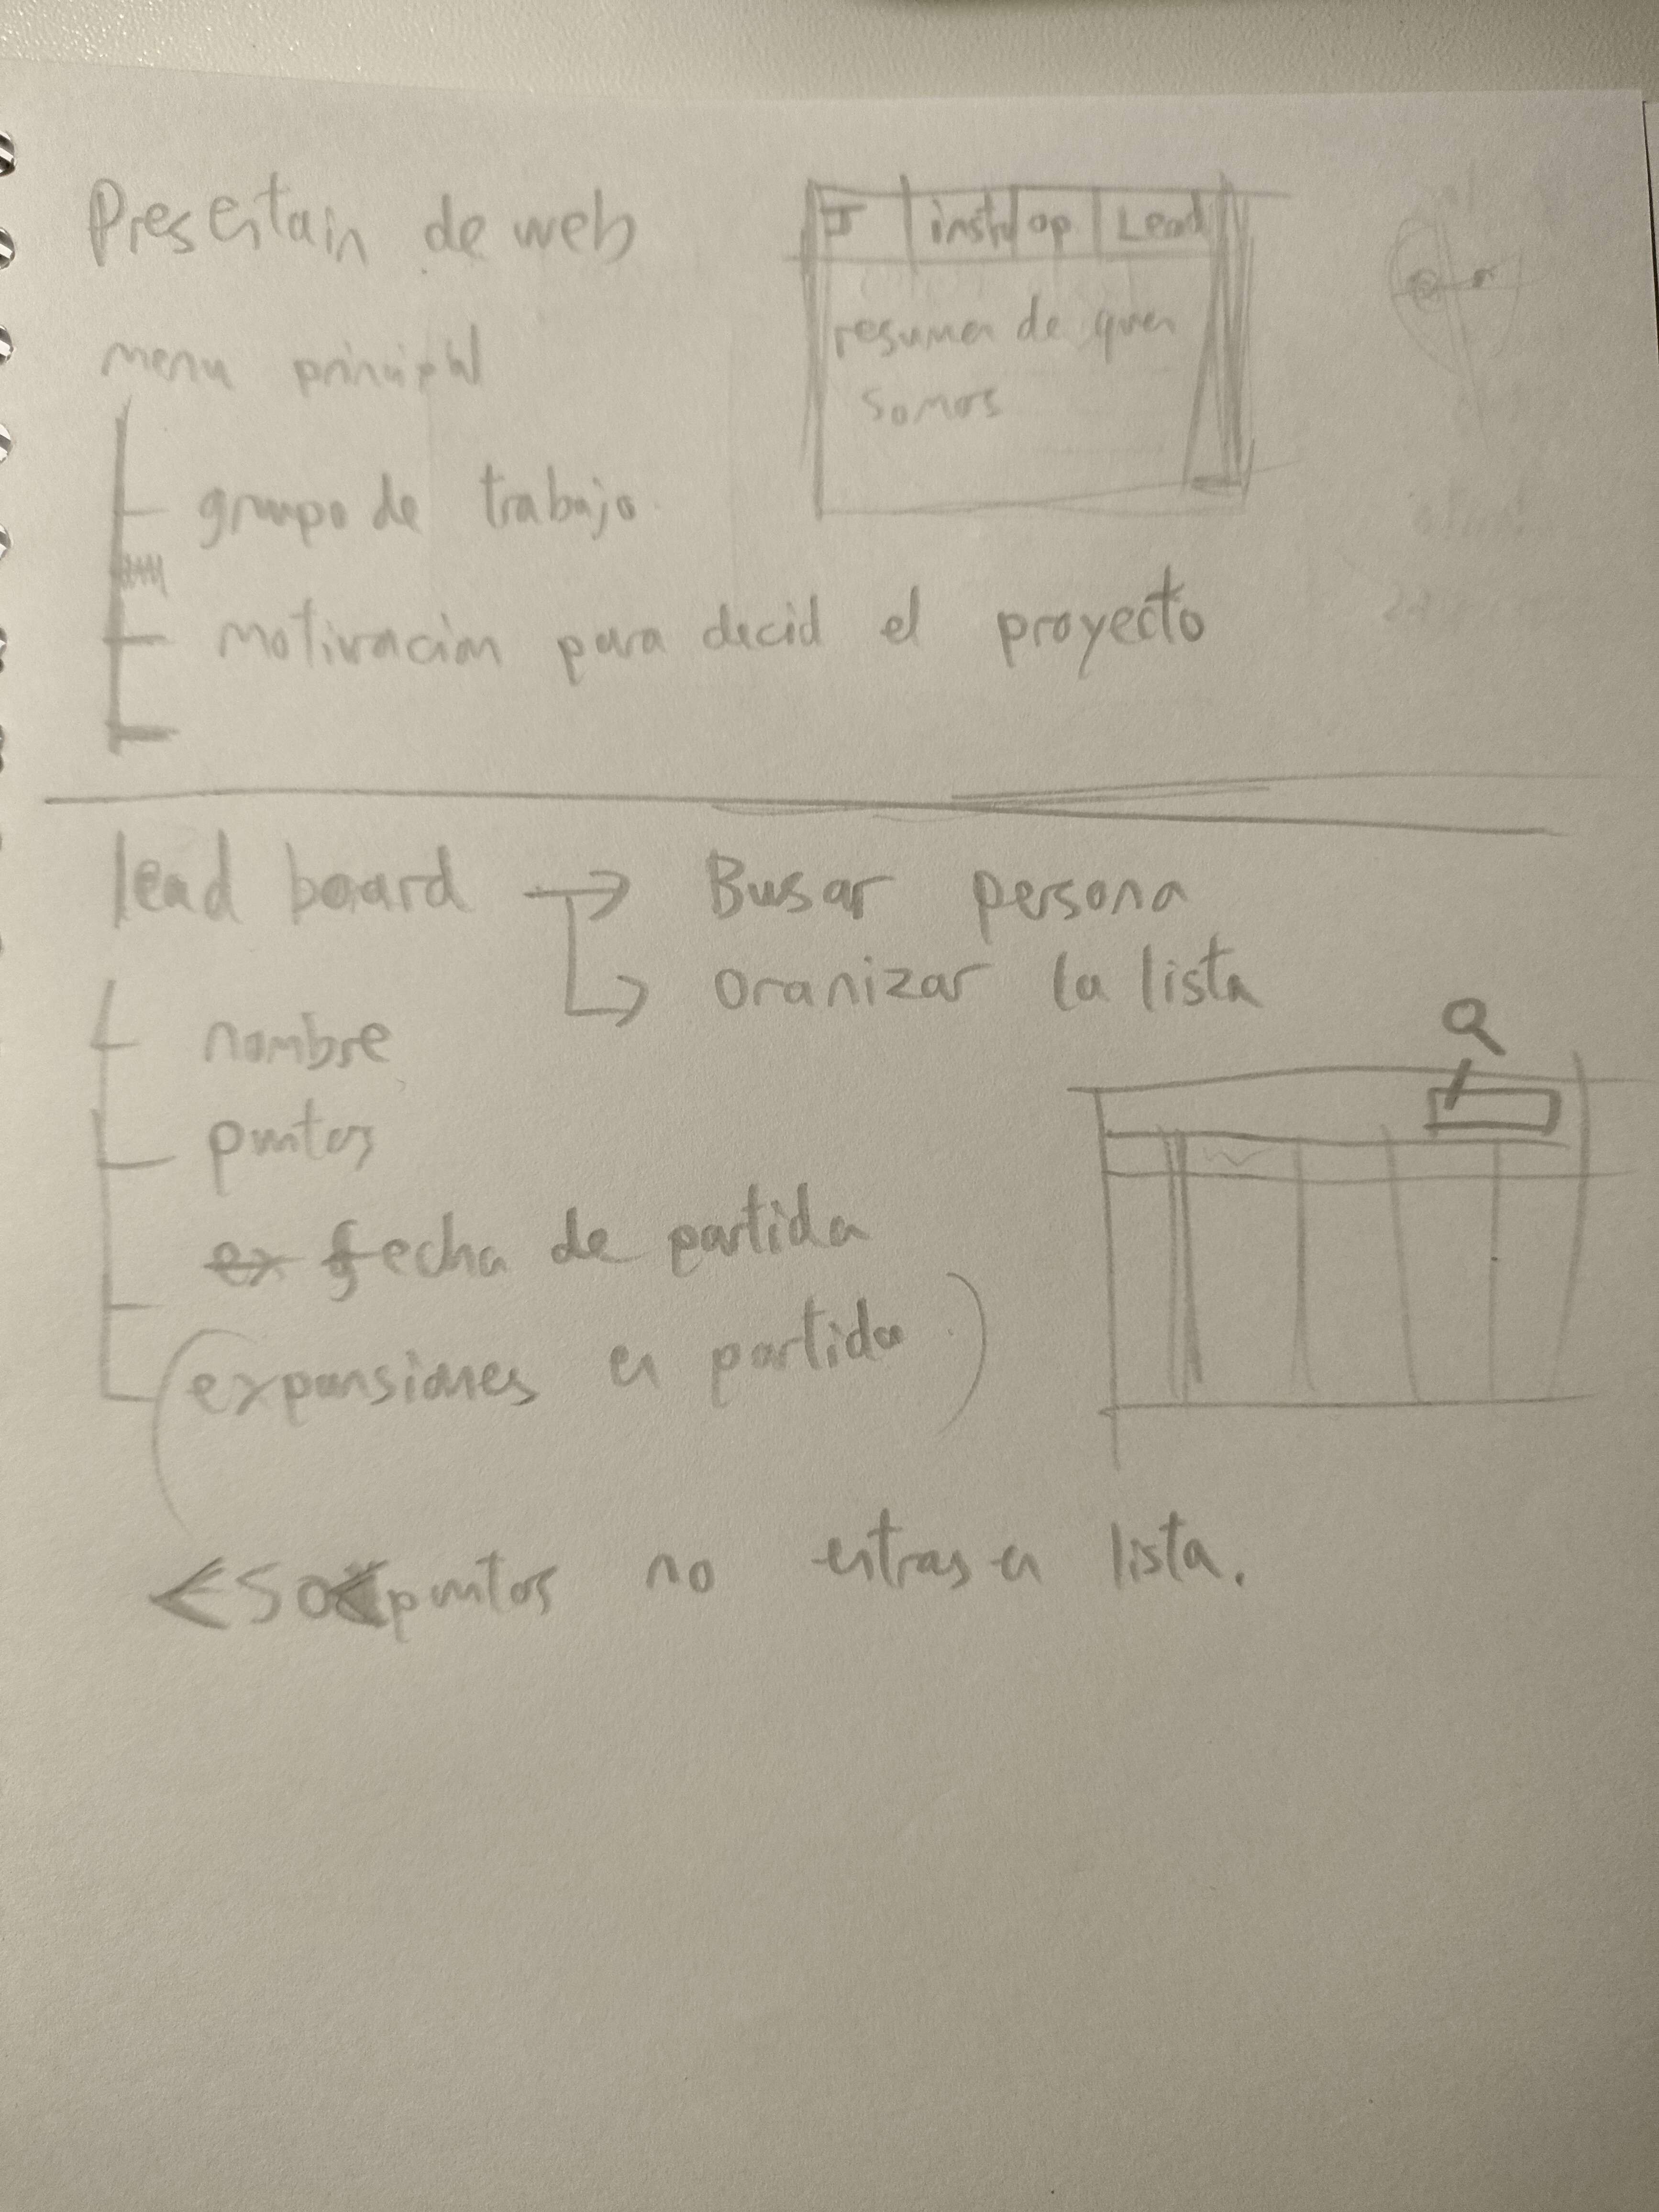 Presentain de web
menu principal
grupo de trabajo
motivacion para decid el proyecto
I instr op Lead
resumen de quen
somos
lead board → Busar persona
→ oranizar la lista
nombre
puntos
ex fecha de partida
(expansiones en partida)
<50 puntos no entras en lista.